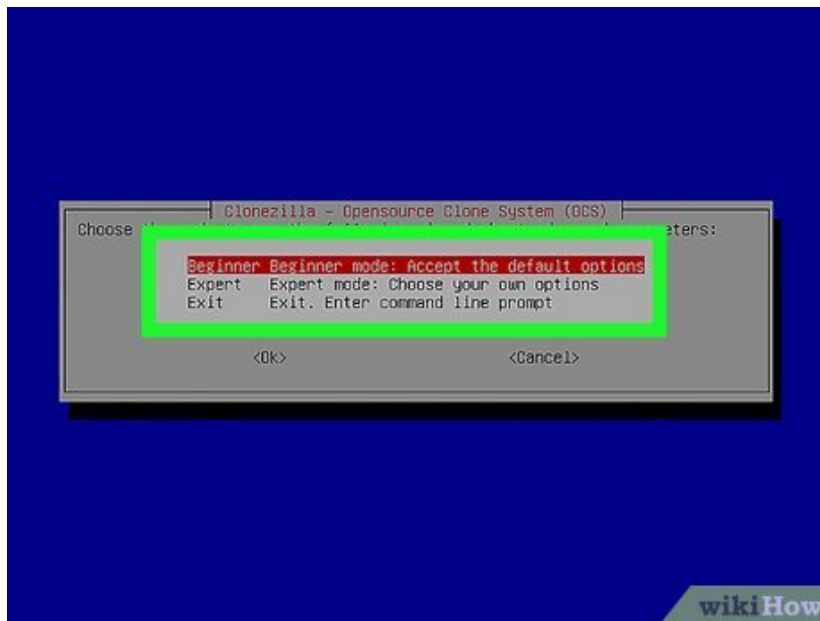 Clonezilla - Opensource Clone System (OCS)
Choose eters:
Beginner Beginner mode: Accept the default options
Expert Expert mode: Choose your own options
Exit Exit. Enter command line prompt
<Ok> <Cancel>
wikiHow